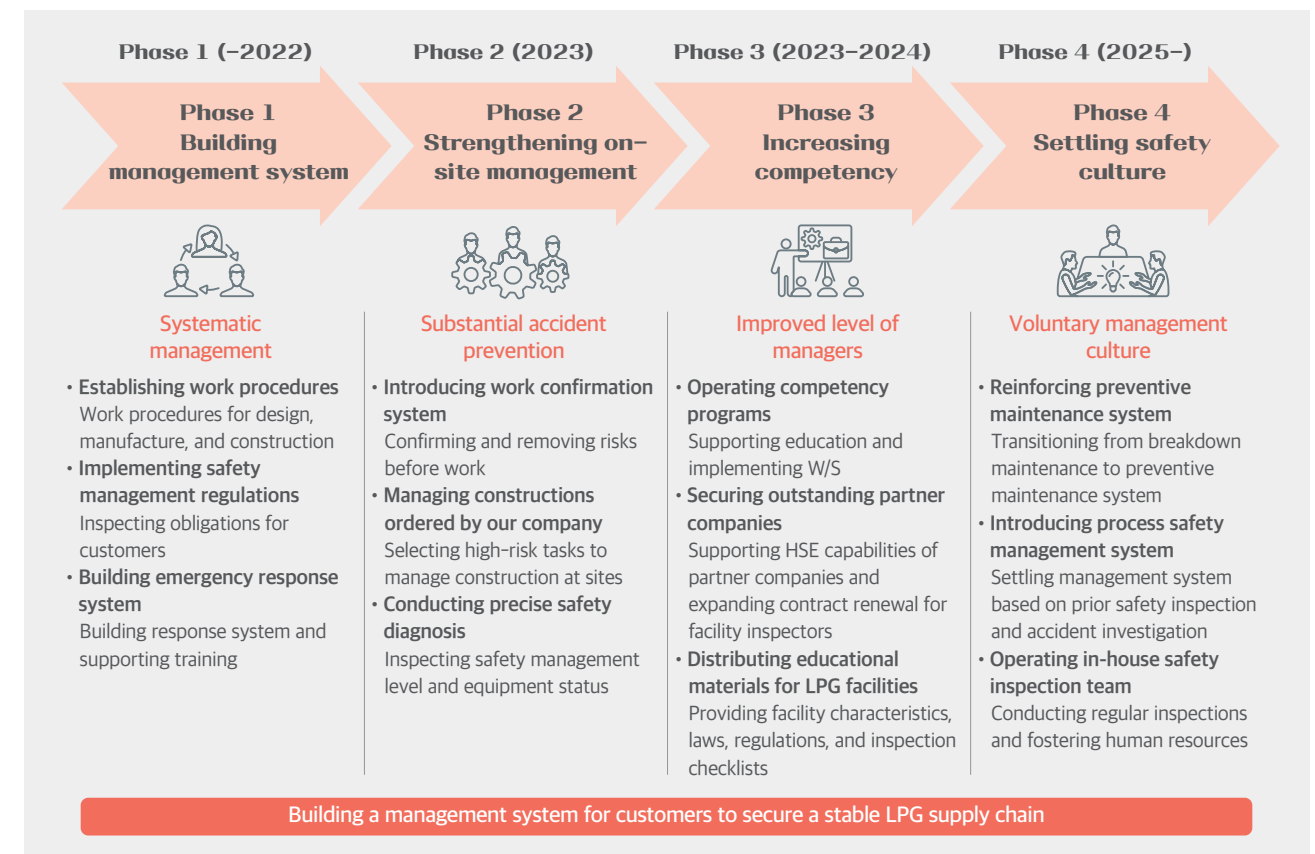 Phase 1 (-2022)
Phase 2 (2023)
Phase 3 (2023-2024)
Phase 4 (2025-)
Phase 1
Building
management system
Phase 2
Strengthening on-
site management
Phase 3
Increasing
competency
Phase 4
Settling safety
culture
Systematic
management
• Establishing work procedures
Work procedures for design,
manufacture, and construction
• Implementing safety
management regulations
Inspecting obligations for
customers
• Building emergency response
system
Building response system and
supporting training
Substantial accident
prevention
• Introducing work confirmation
system
Confirming and removing risks
before work
• Managing constructions
ordered by our company
Selecting high-risk tasks to
manage construction at sites
• Conducting precise safety
diagnosis
Inspecting safety management
level and equipment status
Improved level of
managers
• Operating competency
programs
Supporting education and
implementing W/S
• Securing outstanding partner
companies
Supporting HSE capabilities of
partner companies and
expanding contract renewal for
facility inspectors
• Distributing educational
materials for LPG facilities
Providing facility characteristics,
laws, regulations, and inspection
checklists
Voluntary management
culture
• Reinforcing preventive
maintenance system
Transitioning from breakdown
maintenance to preventive
maintenance system
• Introducing process safety
management system
Settling management system
based on prior safety inspection
and accident investigation
• Operating in-house safety
inspection team
Conducting regular inspections
and fostering human resources
Building a management system for customers to secure a stable LPG supply chain